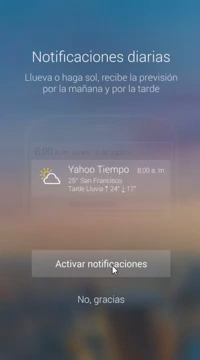 Notificaciones diarias
Llueva o haga sol, recibe la previsión
por la mañana y por la tarde
Yahoo Tiempo 8:00 a. m.
25° San Francisco
Tarde Lluvia ↑ 24° ↓ 11°
Activar notificaciones
No, gracias